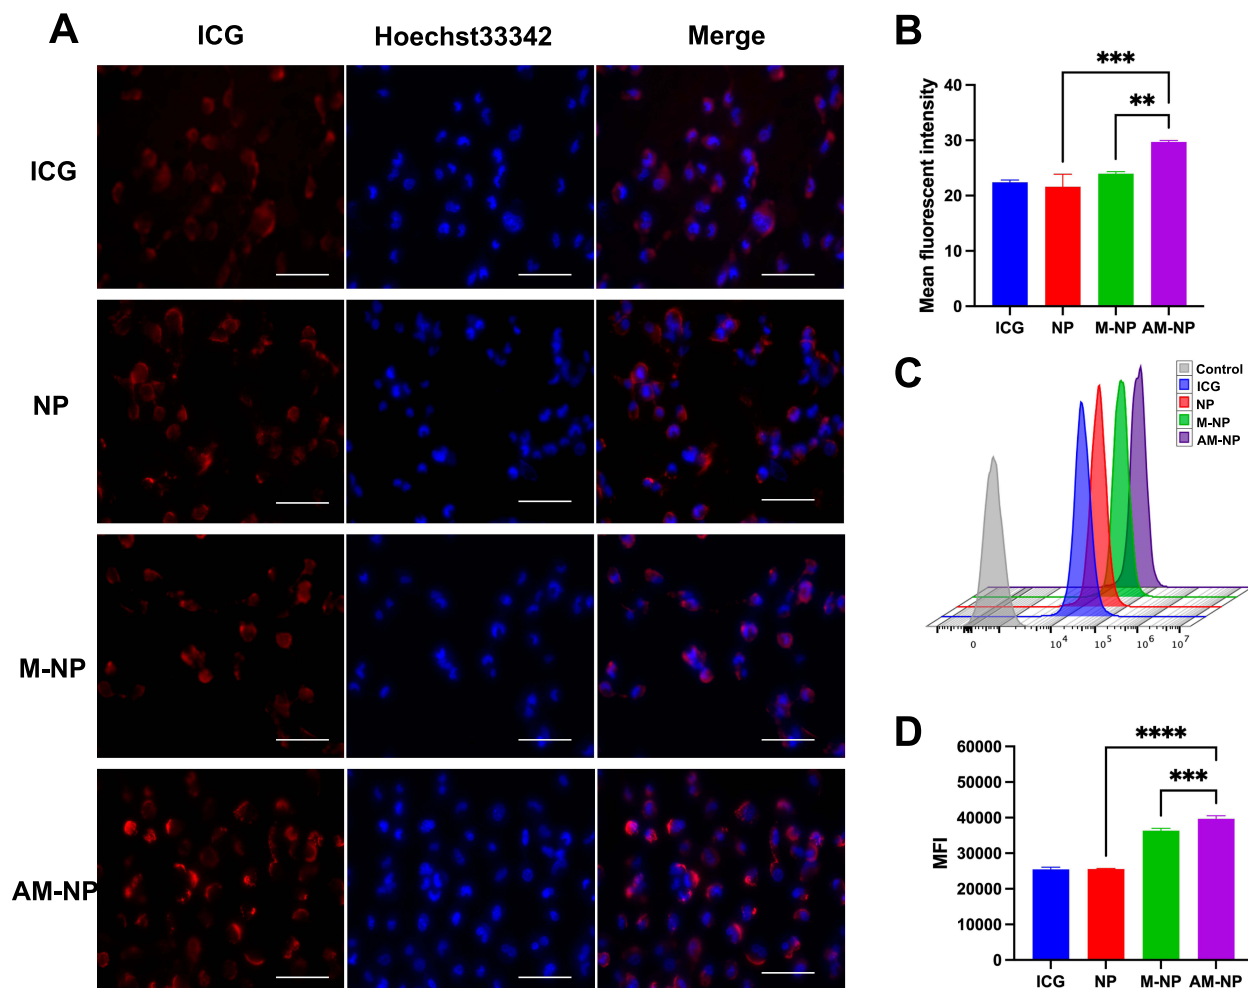 A
ICG Hoechst33342 Merge
ICG
NP
M-NP
AM-NP
B
***
**
Mean fluorescent intensity
40
30
20
10
0
ICG NP M-NP AM-NP
C
Control
ICG
NP
M-NP
AM-NP
0 10⁴ 10⁵ 10⁶ 10⁷
D
****
***
MFI
60000
50000
40000
30000
20000
10000
0
ICG NP M-NP AM-NP